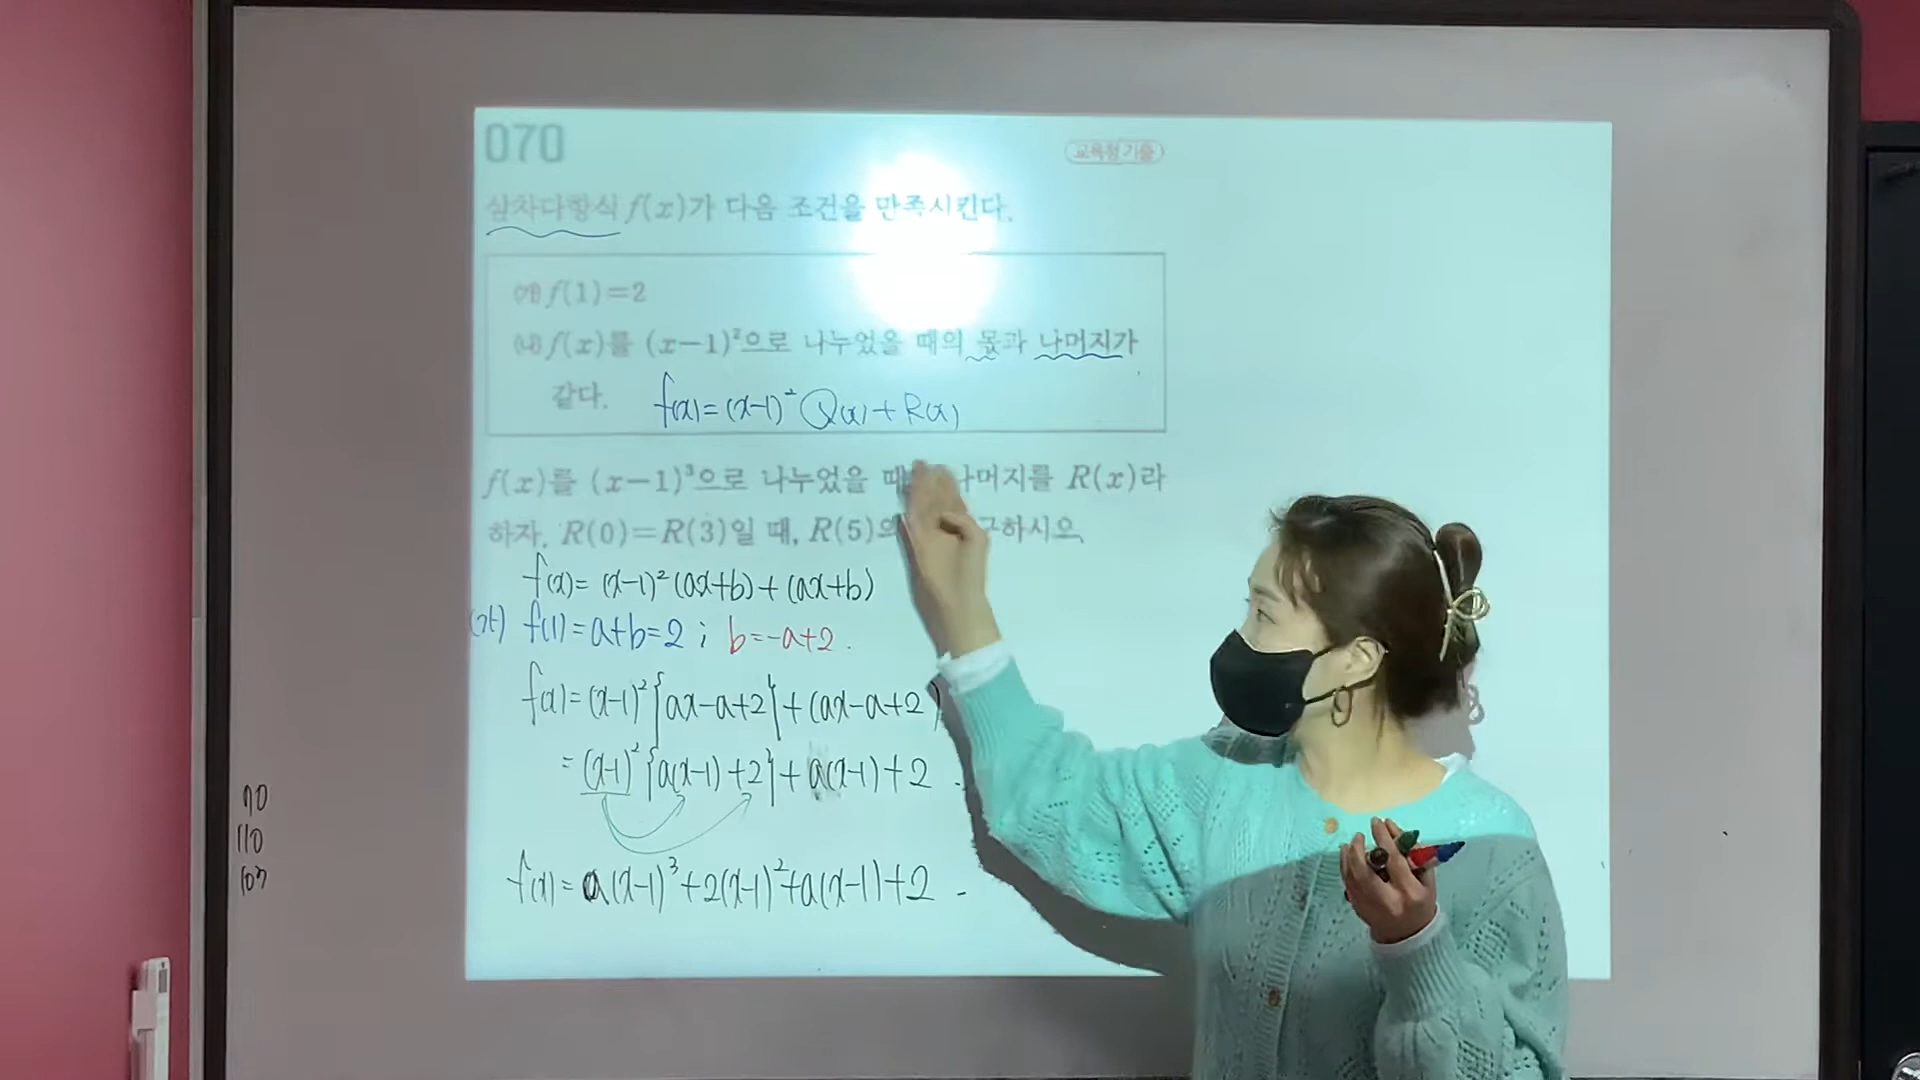 070
교육청 기출
삼차다항식 f(x)가 다음 조건을 만족시킨다.
㈎ f(1)=2
㈏ f(x)를 (x-1)²으로 나누었을 때의 몫과 나머지가
같다. f(x)=(x-1)² Q(x)+R(x)
f(x)를 (x-1)³으로 나누었을 나머지를 R(x)라
하자. R(0)=R(3)일 때, R(5)의 구하시오.
f(x)=(x-1)²(ax+b)+(ax+b)
(가) f(1)=a+b=2 ; b=-a+2.
f(x)=(x-1)²{ax-a+2}+(ax-a+2)
=(x-1)²{a(x-1)+2}+a(x-1)+2
f(x)=a(x-1)³+2(x-1)²+a(x-1)+2
70
110
103